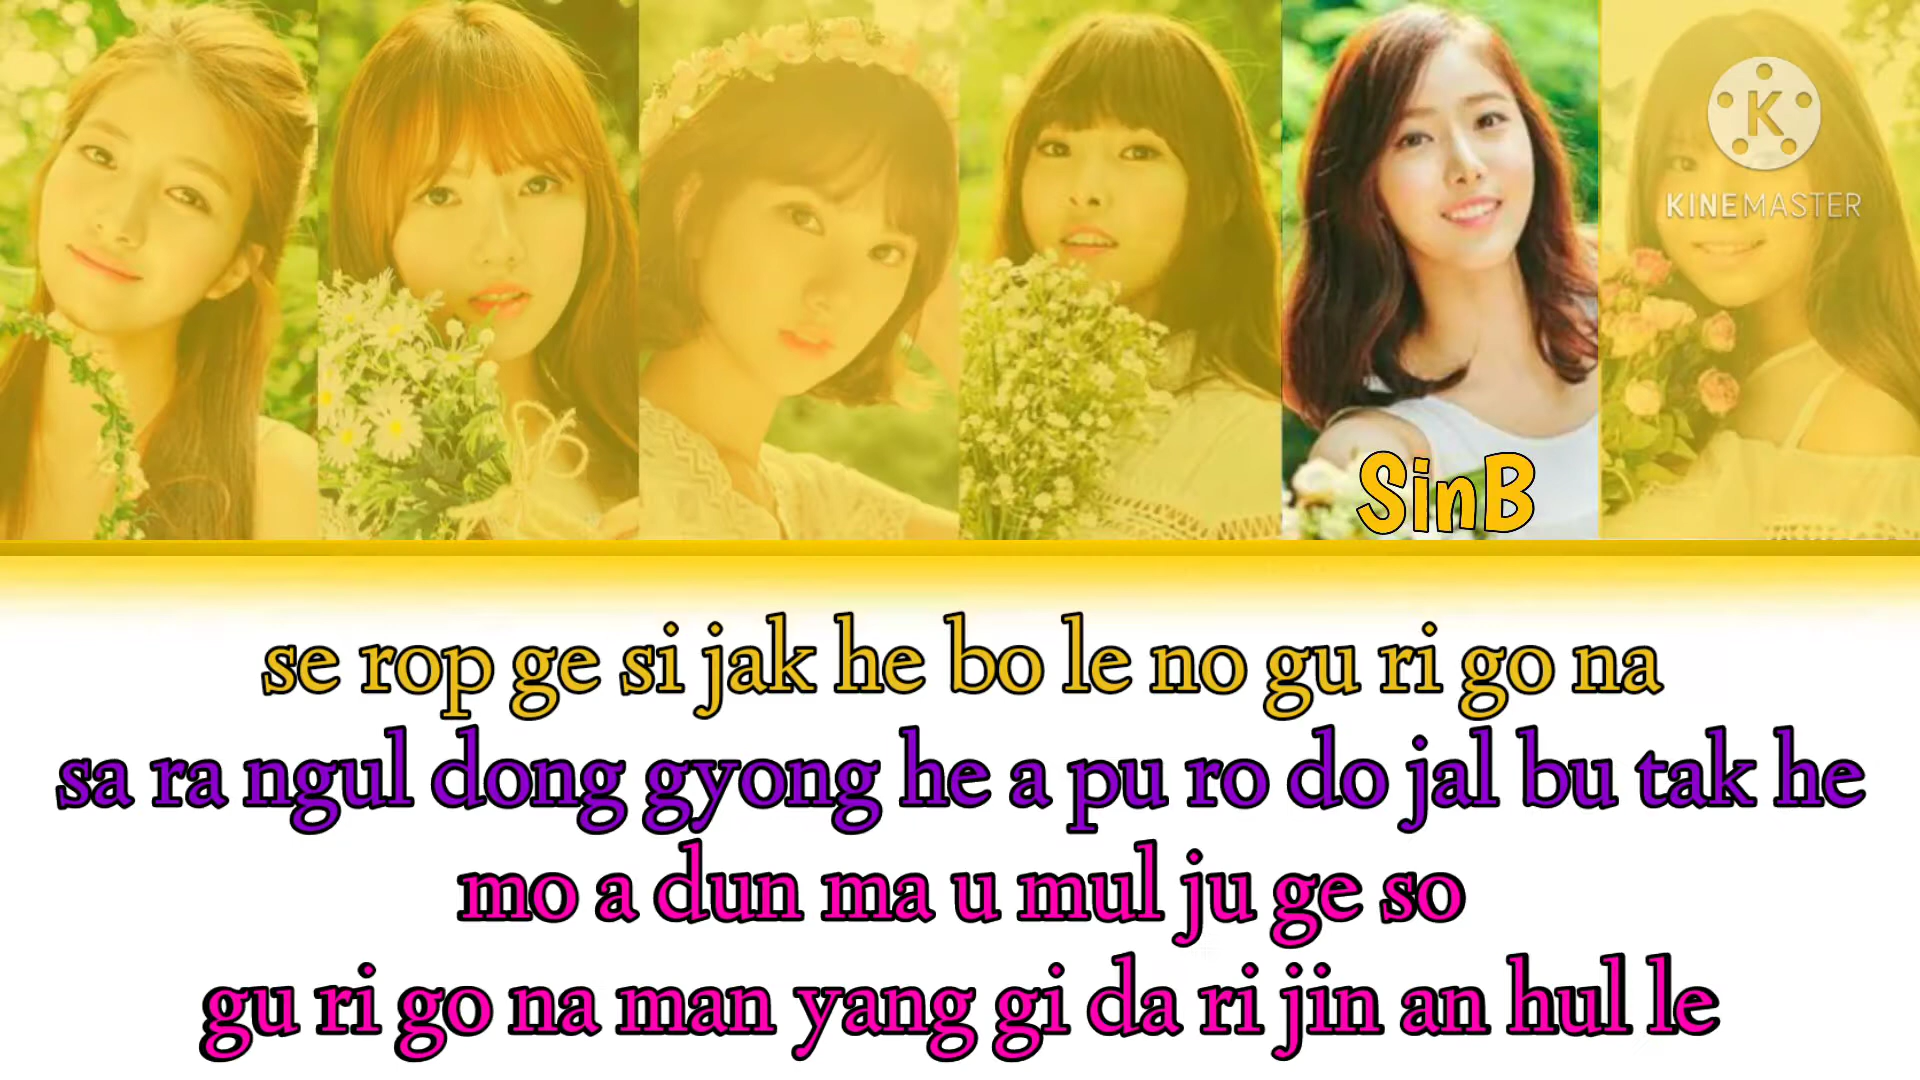 K
KINEMASTER
SinB
se rop ge si jak he bo le no gu ri go na
sa ra ngul dong gyong he a pu ro do jal bu tak he
mo a dun ma u mul ju ge so
gu ri go na man yang gi da ri jin an hul le